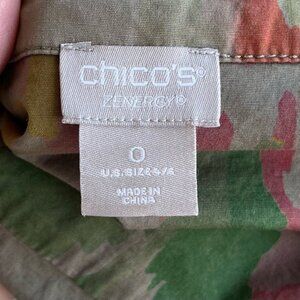 chico's®
ZENERGY®
0
U.S. SIZE 4/6
MADE IN
CHINA